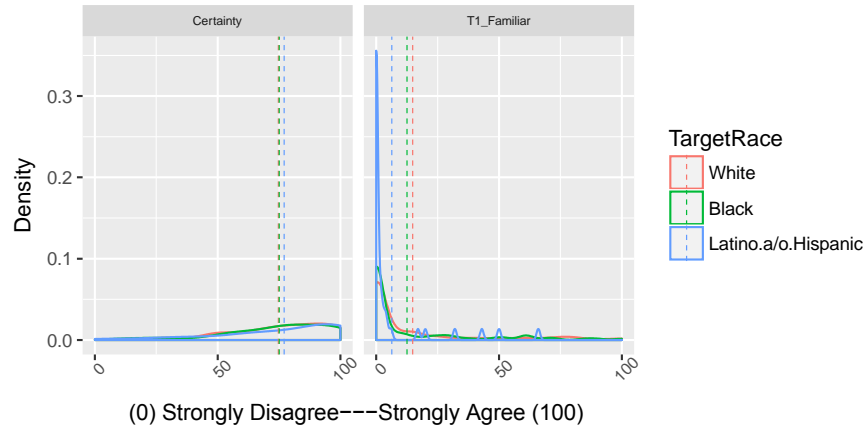 Certainty
T1_Familiar
0.3
0.2
0.1
0.0
Density
0
50
100
0
50
100
(0) Strongly Disagree−−−Strongly Agree (100)
TargetRace
White
Black
Latino.a/o.Hispanic